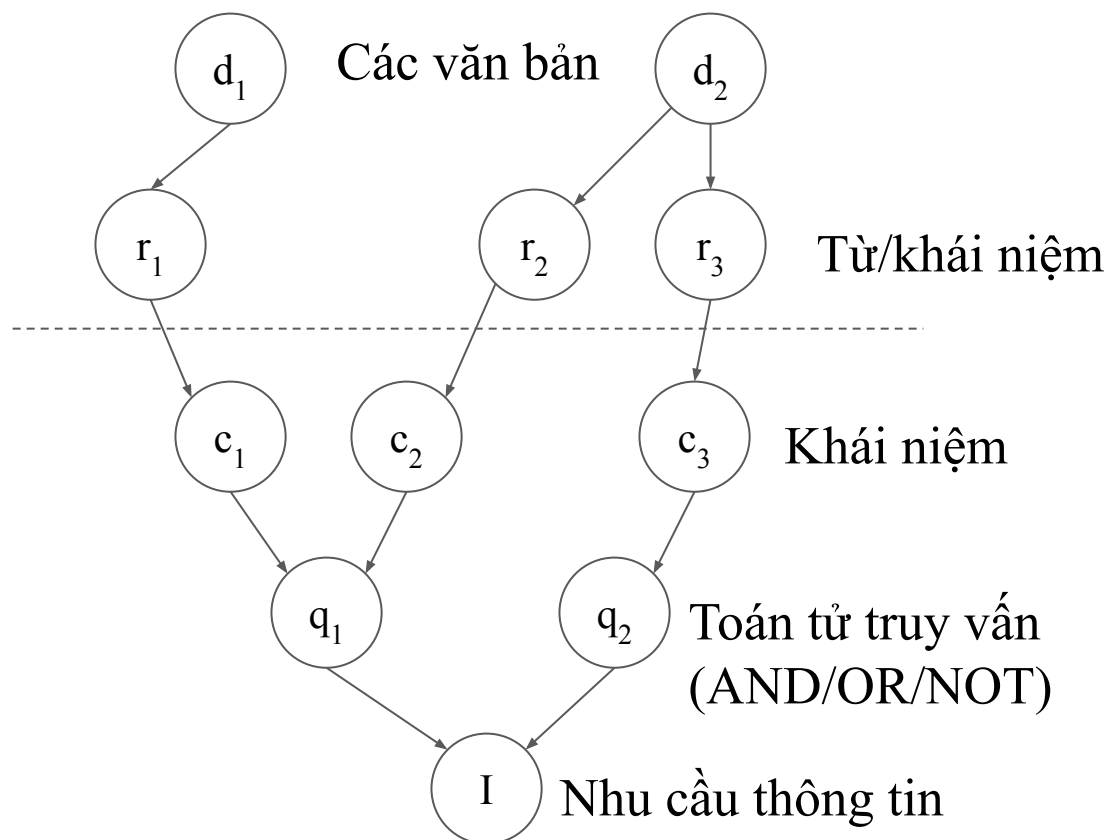 d1 Các văn bản d2
r1 r2 r3 Từ/khái niệm
c1 c2 c3 Khái niệm
q1 q2 Toán tử truy vấn
(AND/OR/NOT)
I Nhu cầu thông tin